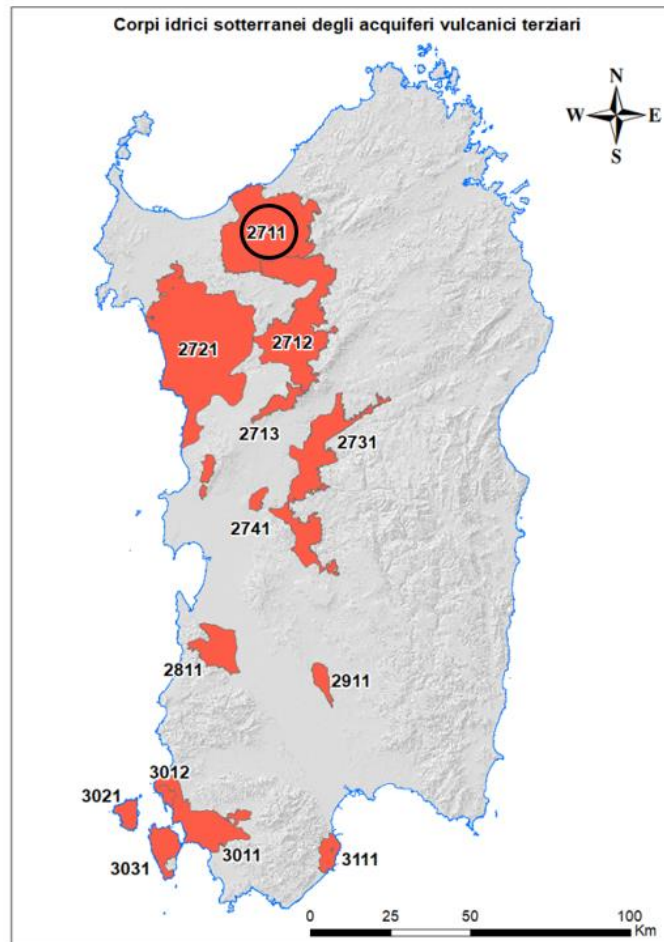 Corpi idrici sotterranei degli acquiferi vulcanici terziari
N
W E
S
2711
2721
2712
2713
2731
2741
2811
2911
3012
3021
3011
3031
3111
0 25 50 100
Km